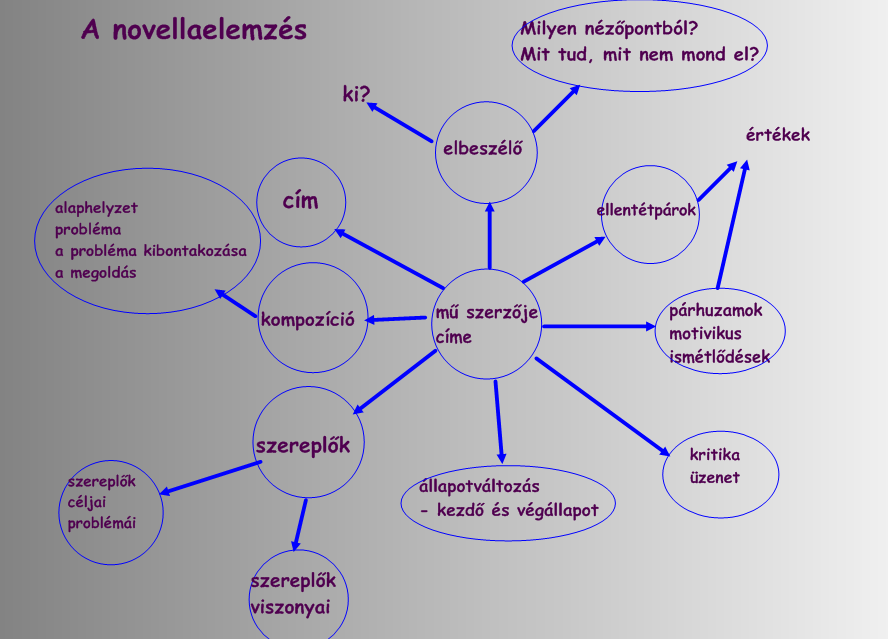 A novellaelemzés
Milyen nézőpontból?
Mit tud, mit nem mond el?
ki?
elbeszélő
értékek
cím
ellentétpárok
alaphelyzet
probléma
a probléma kibontakozása
a megoldás
kompozíció
mű szerzője
címe
párhuzamok
motivikus
ismétlődések
szereplők
kritika
üzenet
szereplők
céljai
problémái
állapotváltozás
- kezdő és végállapot
szereplők
viszonyai